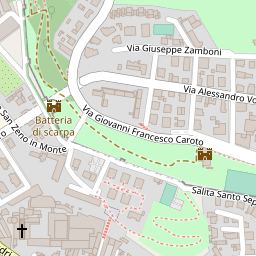 Via Giuseppe Zamboni
Via Alessandro Vo
Batteria
di scarpa
Via Giovanni Francesco Caroto
San Zeno in Monte
Salita Santo Sep